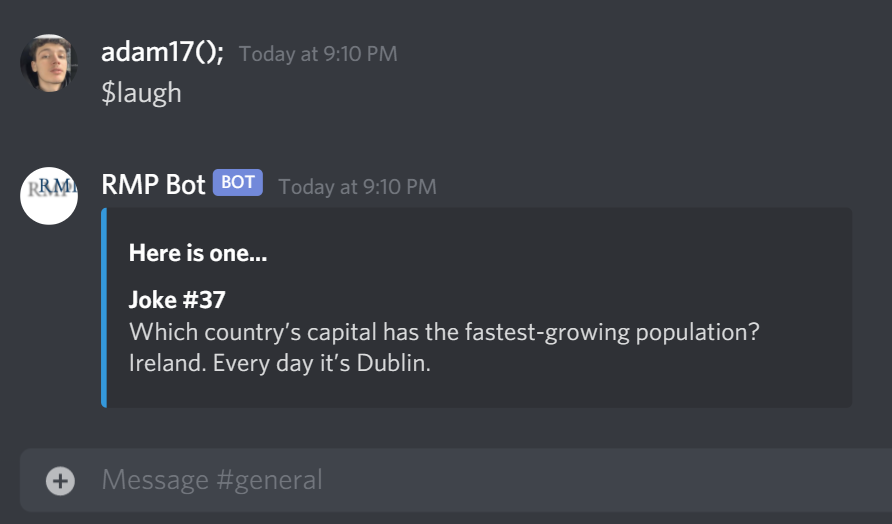 adam17(); Today at 9:10 PM
$laugh
RMP
RMP Bot BOT Today at 9:10 PM
Here is one...
Joke #37
Which country’s capital has the fastest-growing population?
Ireland. Every day it’s Dublin.
Message #general